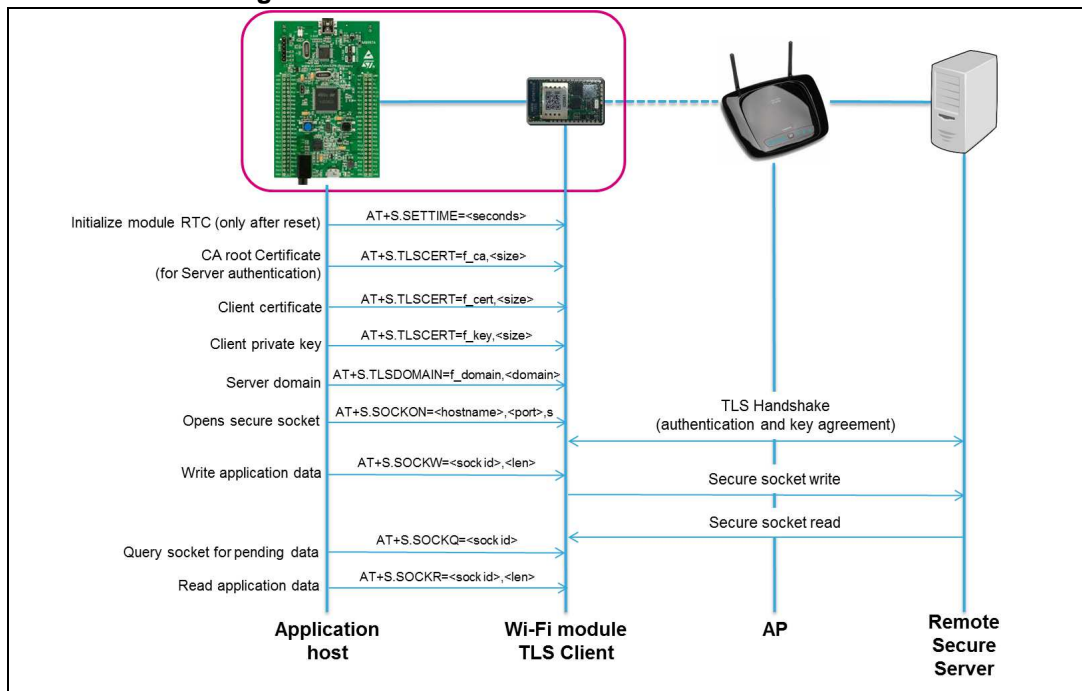 Initialize module RTC (only after reset)
AT+S.SETTIME=<seconds>
CA root Certificate
(for Server authentication)
AT+S.TLSCERT=f_ca,<size>
Client certificate
AT+S.TLSCERT=f_cert,<size>
Client private key
AT+S.TLSCERT=f_key,<size>
Server domain
AT+S.TLSDOMAIN=f_domain,<domain>
Opens secure socket
AT+S.SOCKON=<hostname>,<port>,s
TLS Handshake
(authentication and key agreement)
Write application data
AT+S.SOCKW=<sock id>,<len>
Secure socket write
Secure socket read
Query socket for pending data
AT+S.SOCKQ=<sock id>
Read application data
AT+S.SOCKR=<sock id>,<len>
Application
host
Wi-Fi module
TLS Client
AP
Remote
Secure
Server